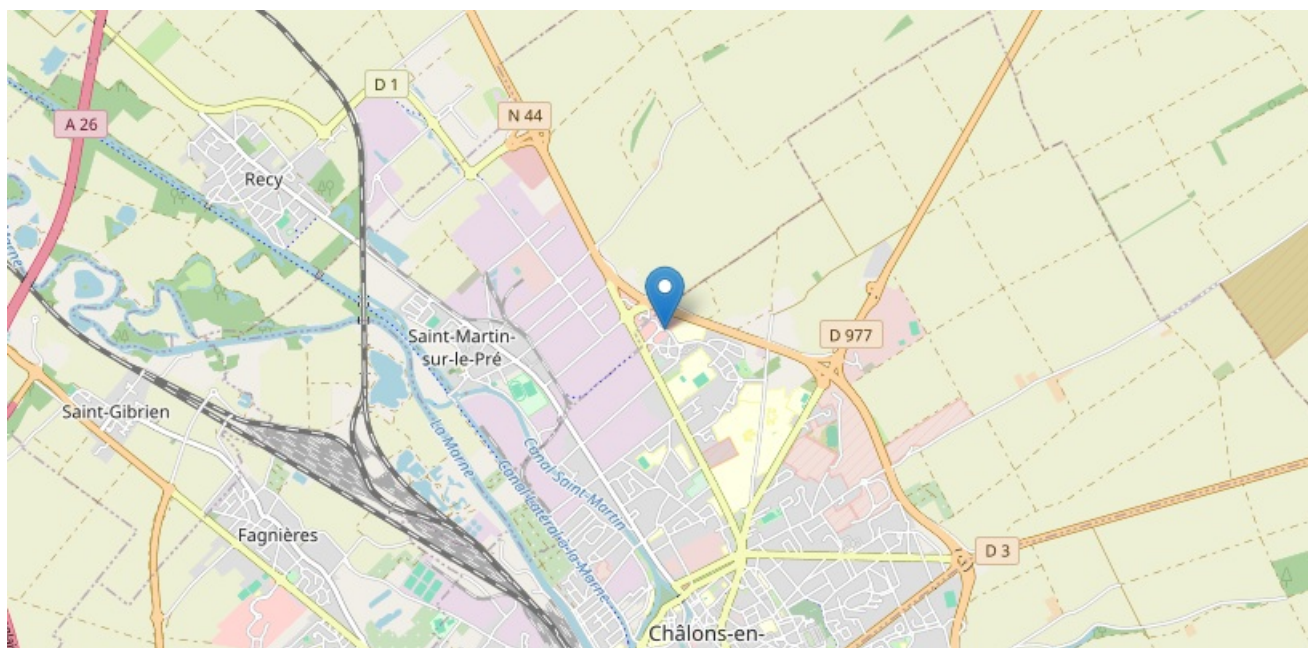 D 1
N 44
A 26
Recy
Marne
D 977
Saint-Martin-
sur-le-Pré
Saint-Gibrien
La Marne
Canal Saint-Martin
Canal Latéral à la Marne
Fagnières
D 3
Châlons-en-